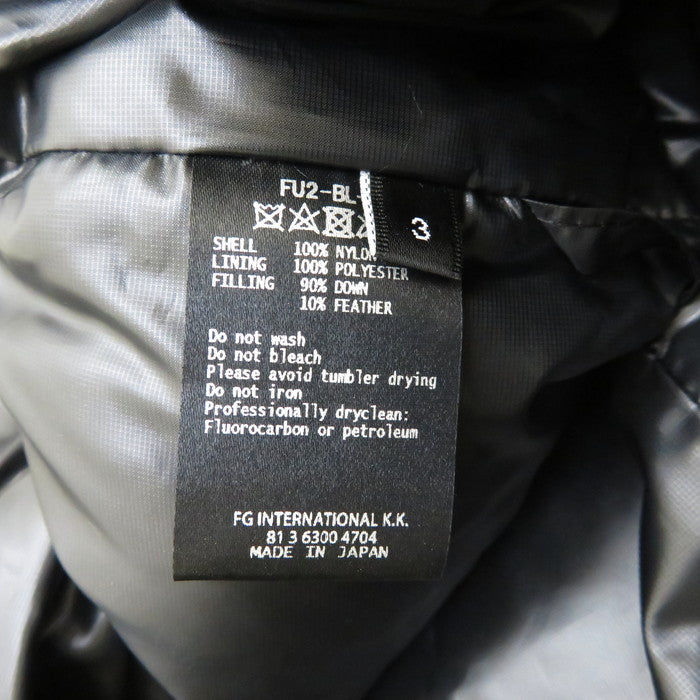 FU2-BL
3
SHELL 100% NYLON
LINING 100% POLYESTER
FILLING 90% DOWN
10% FEATHER
Do not wash
Do not bleach
Please avoid tumbler drying
Do not iron
Professionally dryclean:
Fluorocarbon or petroleum
FG INTERNATIONAL K.K.
81 3 6300 4704
MADE IN JAPAN